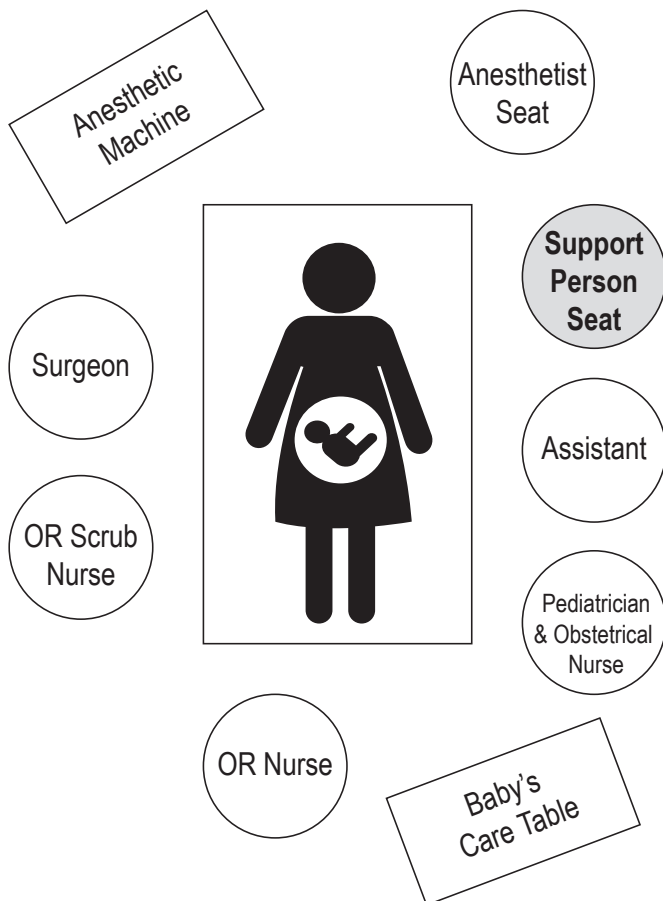 Anesthetic
Machine
Anesthetist
Seat
Support
Person
Seat
Surgeon
Assistant
OR Scrub
Nurse
Pediatrician
& Obstetrical
Nurse
OR Nurse
Baby’s
Care Table